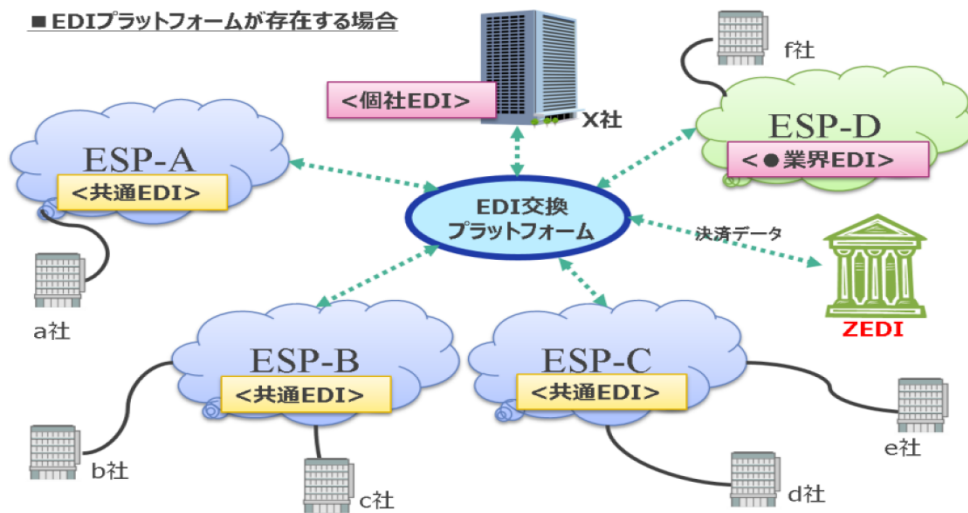 ■EDIプラットフォームが存在する場合
f社
<個社EDI>
X社
ESP-A
<共通EDI>
ESP-D
<●業界EDI>
EDI交換
プラットフォーム
決済データ
a社
ZEDI
ESP-B
<共通EDI>
ESP-C
<共通EDI>
b社
c社
d社
e社